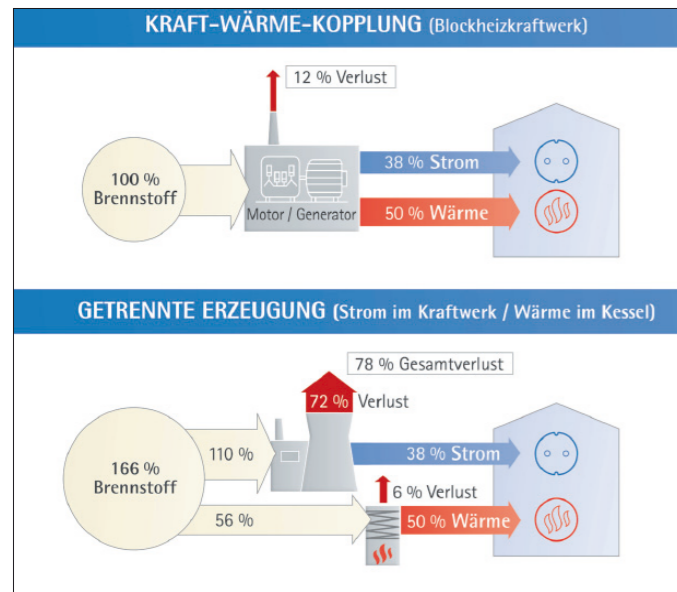 KRAFT-WÄRME-KOPPLUNG (Blockheizkraftwerk)
12 % Verlust
100 %
Brennstoff
Motor / Generator
38 % Strom
50 % Wärme
GETRENNTE ERZEUGUNG (Strom im Kraftwerk / Wärme im Kessel)
78 % Gesamtverlust
72 % Verlust
166 %
Brennstoff
110 %
38 % Strom
6 % Verlust
56 %
50 % Wärme